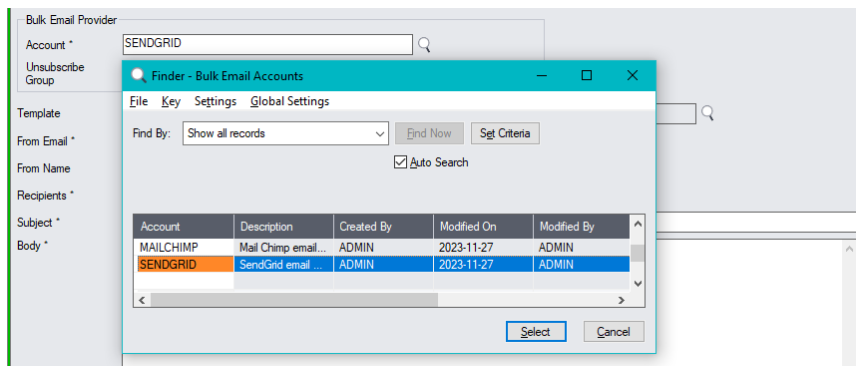 Bulk Email Provider
Account * SENDGRID
Unsubscribe
Group
Finder - Bulk Email Accounts
File Key Settings Global Settings
Template
Find By: Show all records Find Now Set Criteria
From Email *
Auto Search
From Name
Recipients *
Subject *
Account Description Created By Modified On Modified By
Body *
MAILCHIMP Mail Chimp email... ADMIN 2023-11-27 ADMIN
SENDGRID SendGrid email ... ADMIN 2023-11-27 ADMIN
Select Cancel